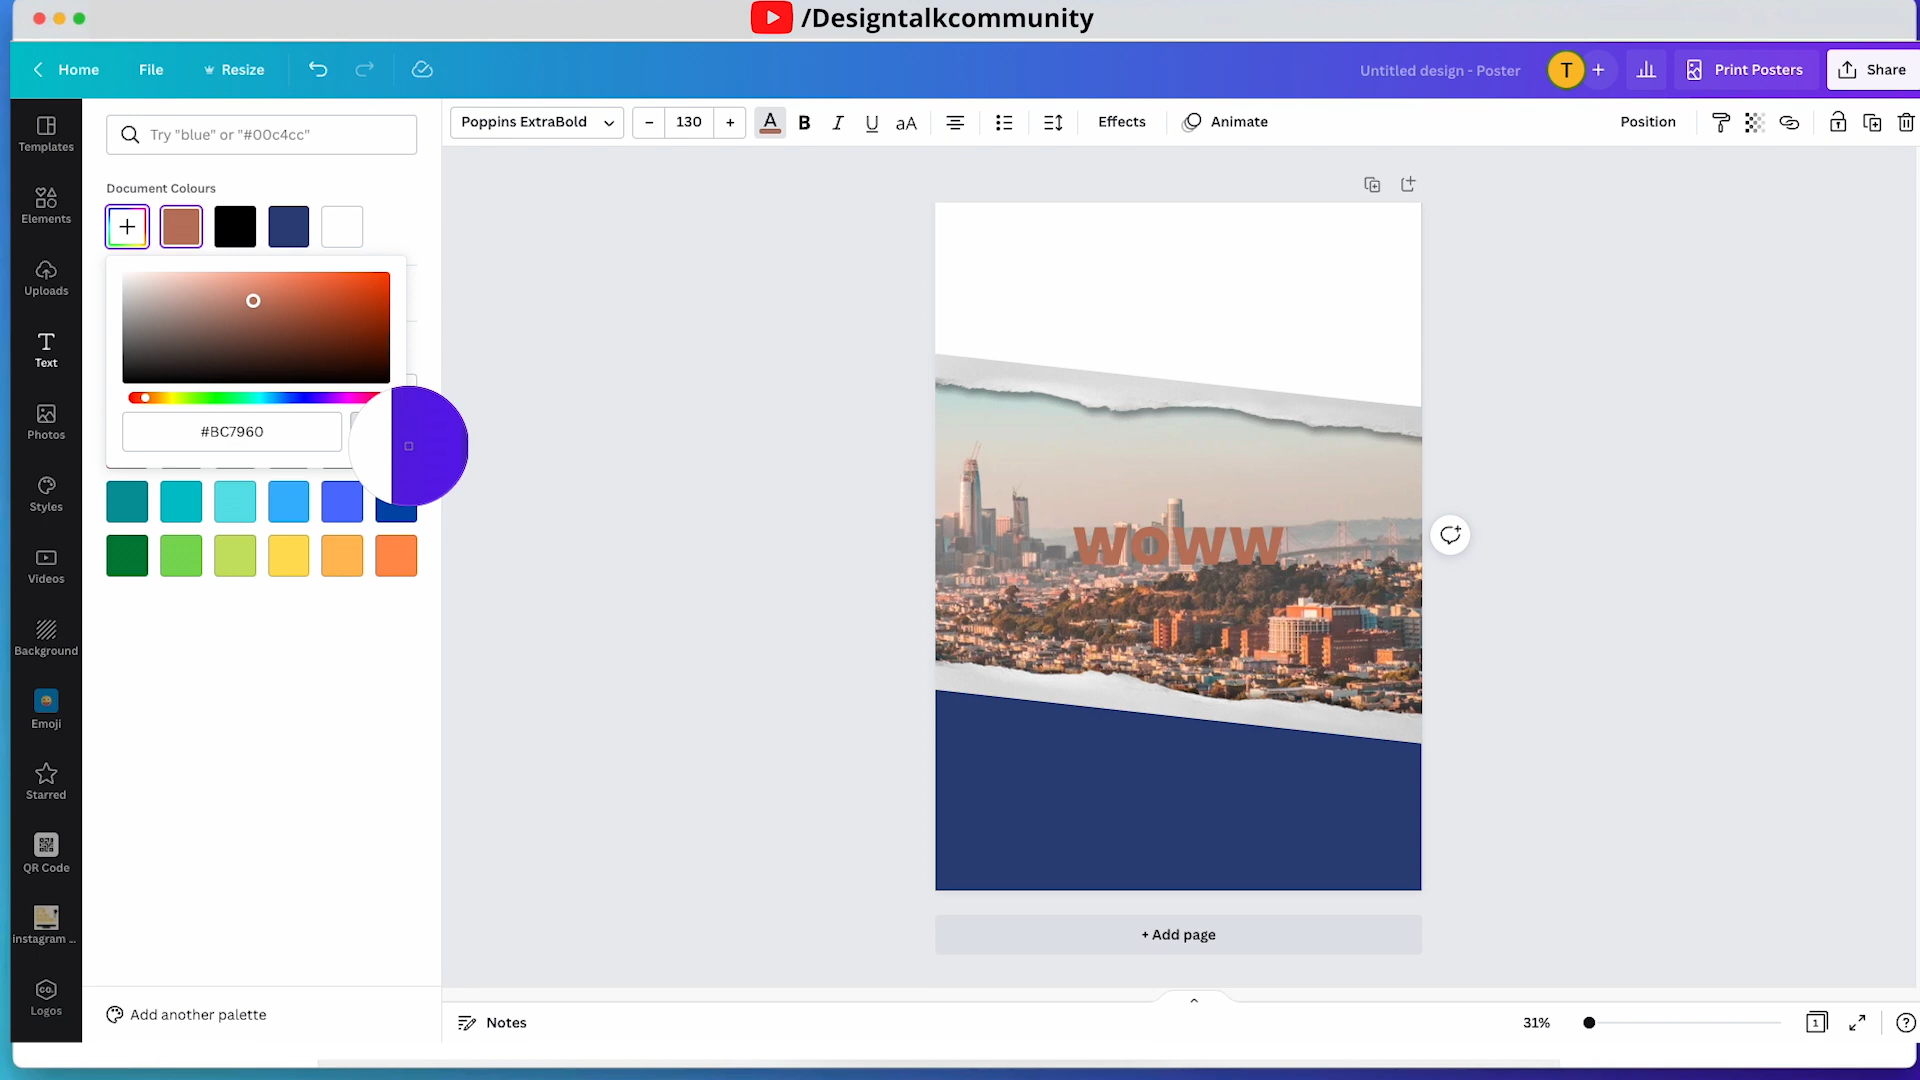 /Designtalkcommunity
Home
File
Resize
Untitled design - Poster
T
Print Posters
Share
Templates
Elements
Uploads
Text
Photos
Styles
Videos
Background
Emoji
Starred
QR Code
instagram ...
co.
Logos
Try "blue" or "#00c4cc"
Document Colours
#BC7960
Add another palette
Poppins ExtraBold
130
A
B
I
U
aA
Effects
Animate
Position
WOWW
+ Add page
Notes
31%
1
?